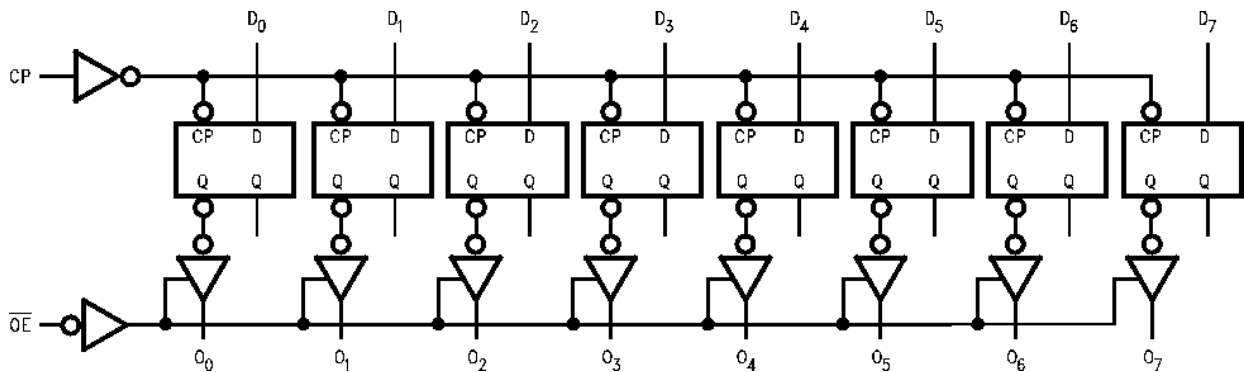 D0 D1 D2 D3 D4 D5 D6 D7
CP
CP D CP D CP D CP D CP D CP D CP D CP D
Q Q Q Q Q Q Q Q Q Q Q Q Q Q Q Q
OE
O0 O1 O2 O3 O4 O5 O6 O7